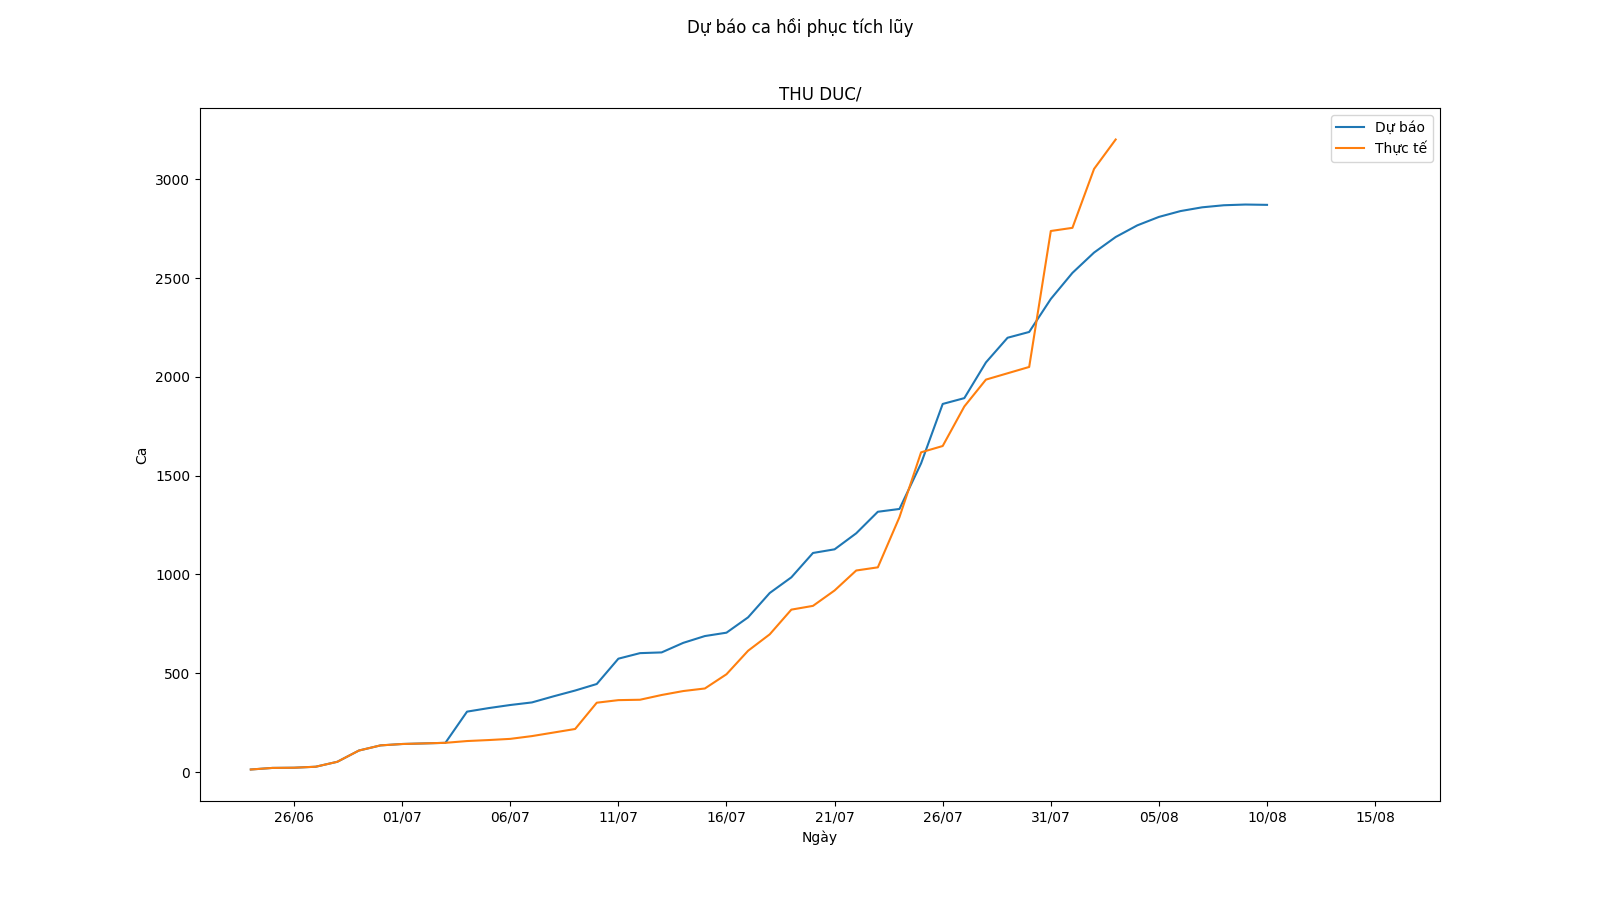 Dự báo ca hồi phục tích lũy
THU DUC/
Dự báo
Thực tế
3000
2500
2000
1500
1000
500
0
Ca
26/06 01/07 06/07 11/07 16/07 21/07 26/07 31/07 05/08 10/08 15/08
Ngày